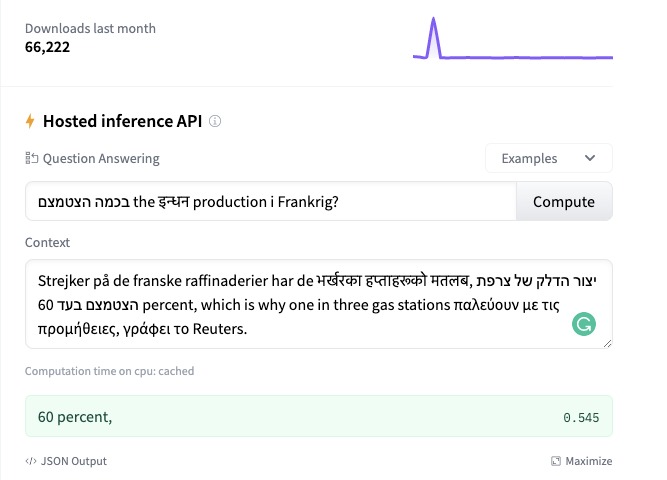 Downloads last month
66,222
Hosted inference API
Question Answering
Examples
בכמה הצטמצם the इन्धन production i Frankrig?
Compute
Context
Strejker på de franske raffinaderier har de भर्खरका हप्ताहरूको मतलब, יצור הדלק של צרפת
הצטמצם בעד 60 percent, which is why one in three gas stations παλεύουν με τις
προμήθειες, γράφει το Reuters.
Computation time on cpu: cached
60 percent,
0.545
</> JSON Output
Maximize